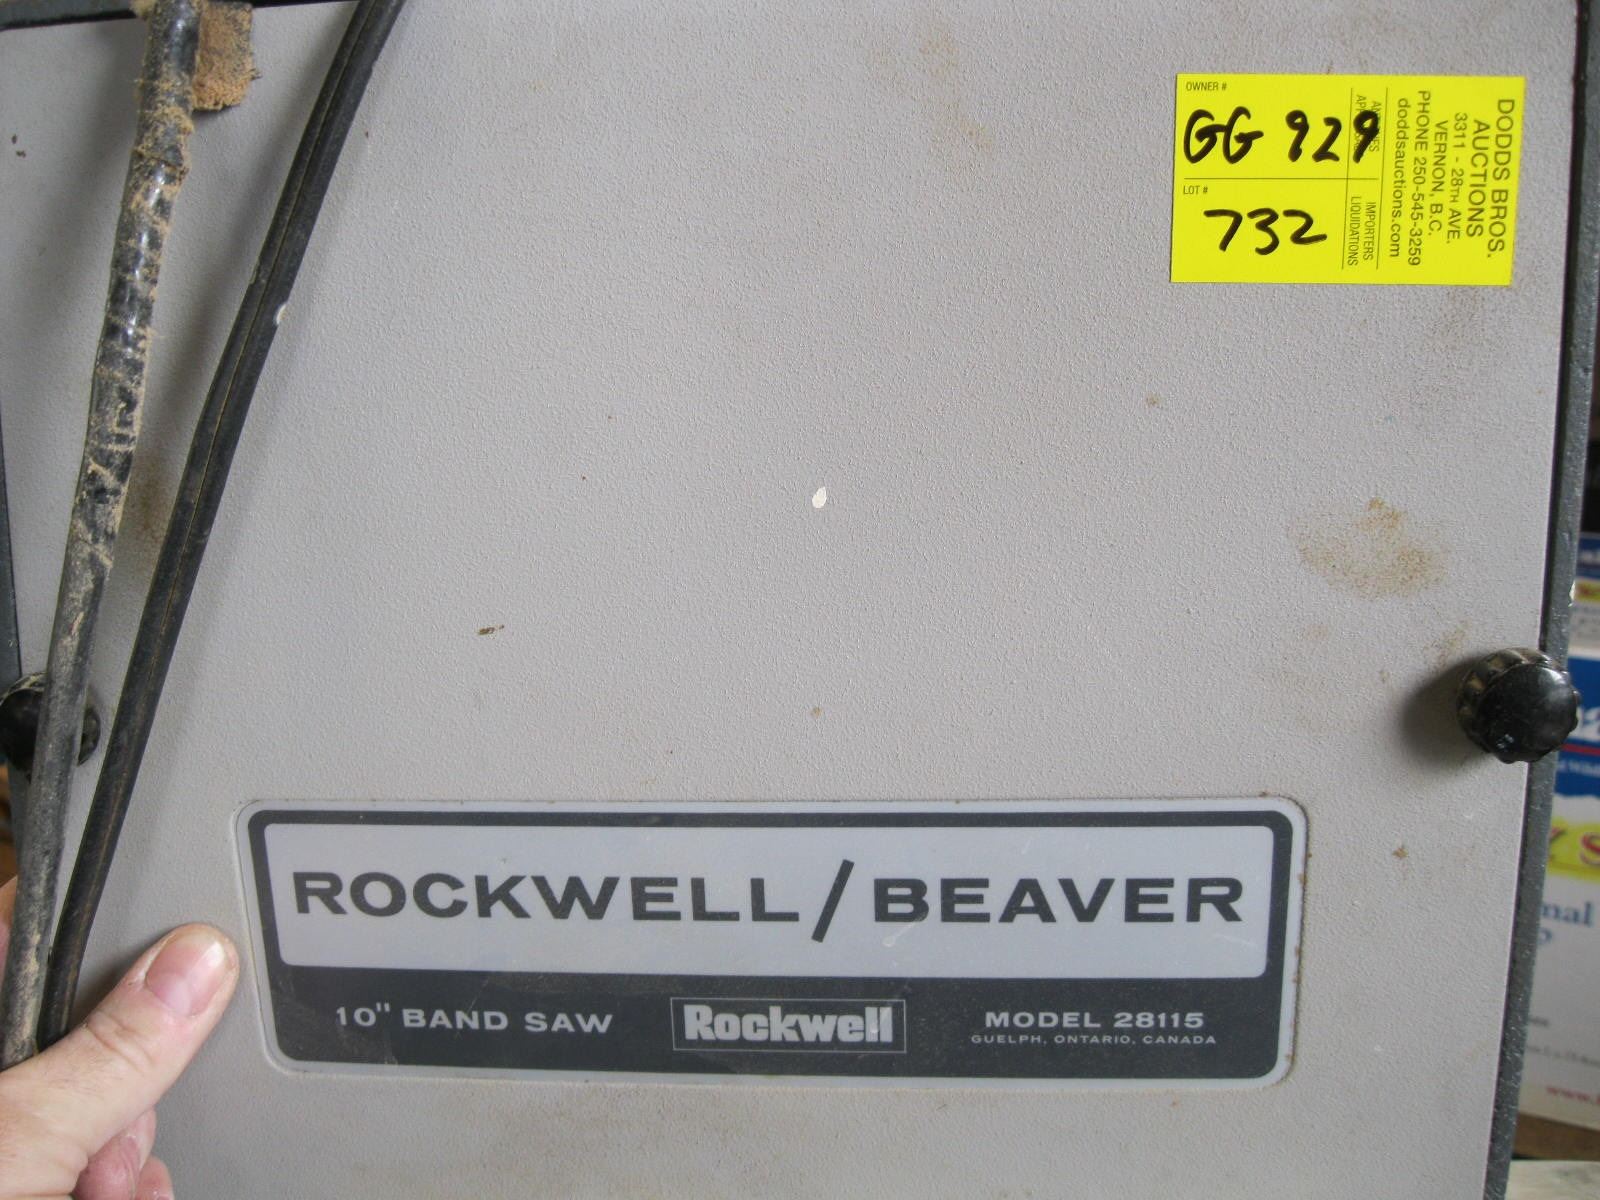 OWNER #
GG 929
LOT #
732
IMPORTERS
LIQUIDATIONS
DODDS BROS.
AUCTIONS
3311 - 28TH AVE.
VERNON, B.C.
PHONE 250-545-3259
doddsauctions.com
ROCKWELL/BEAVER
10" BAND SAW
Rockwell
MODEL 28115
GUELPH, ONTARIO, CANADA